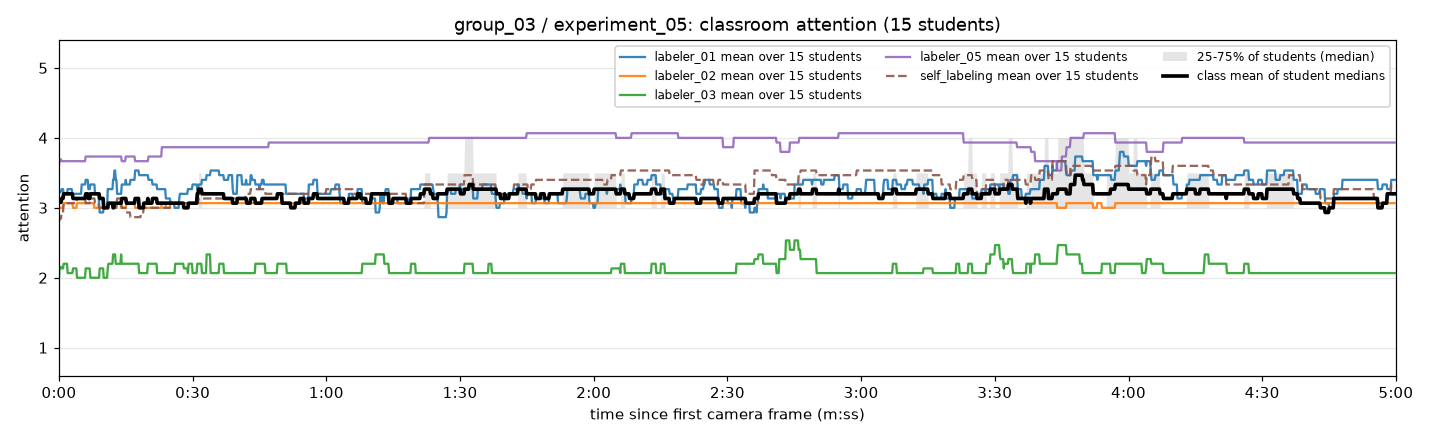 group_03 / experiment_05: classroom attention (15 students)
labeler_01 mean over 15 students
labeler_02 mean over 15 students
labeler_03 mean over 15 students
labeler_05 mean over 15 students
self_labeling mean over 15 students
25-75% of students (median)
class mean of student medians
attention
5
4
3
2
1
0:00 0:30 1:00 1:30 2:00 2:30 3:00 3:30 4:00 4:30 5:00
time since first camera frame (m:ss)